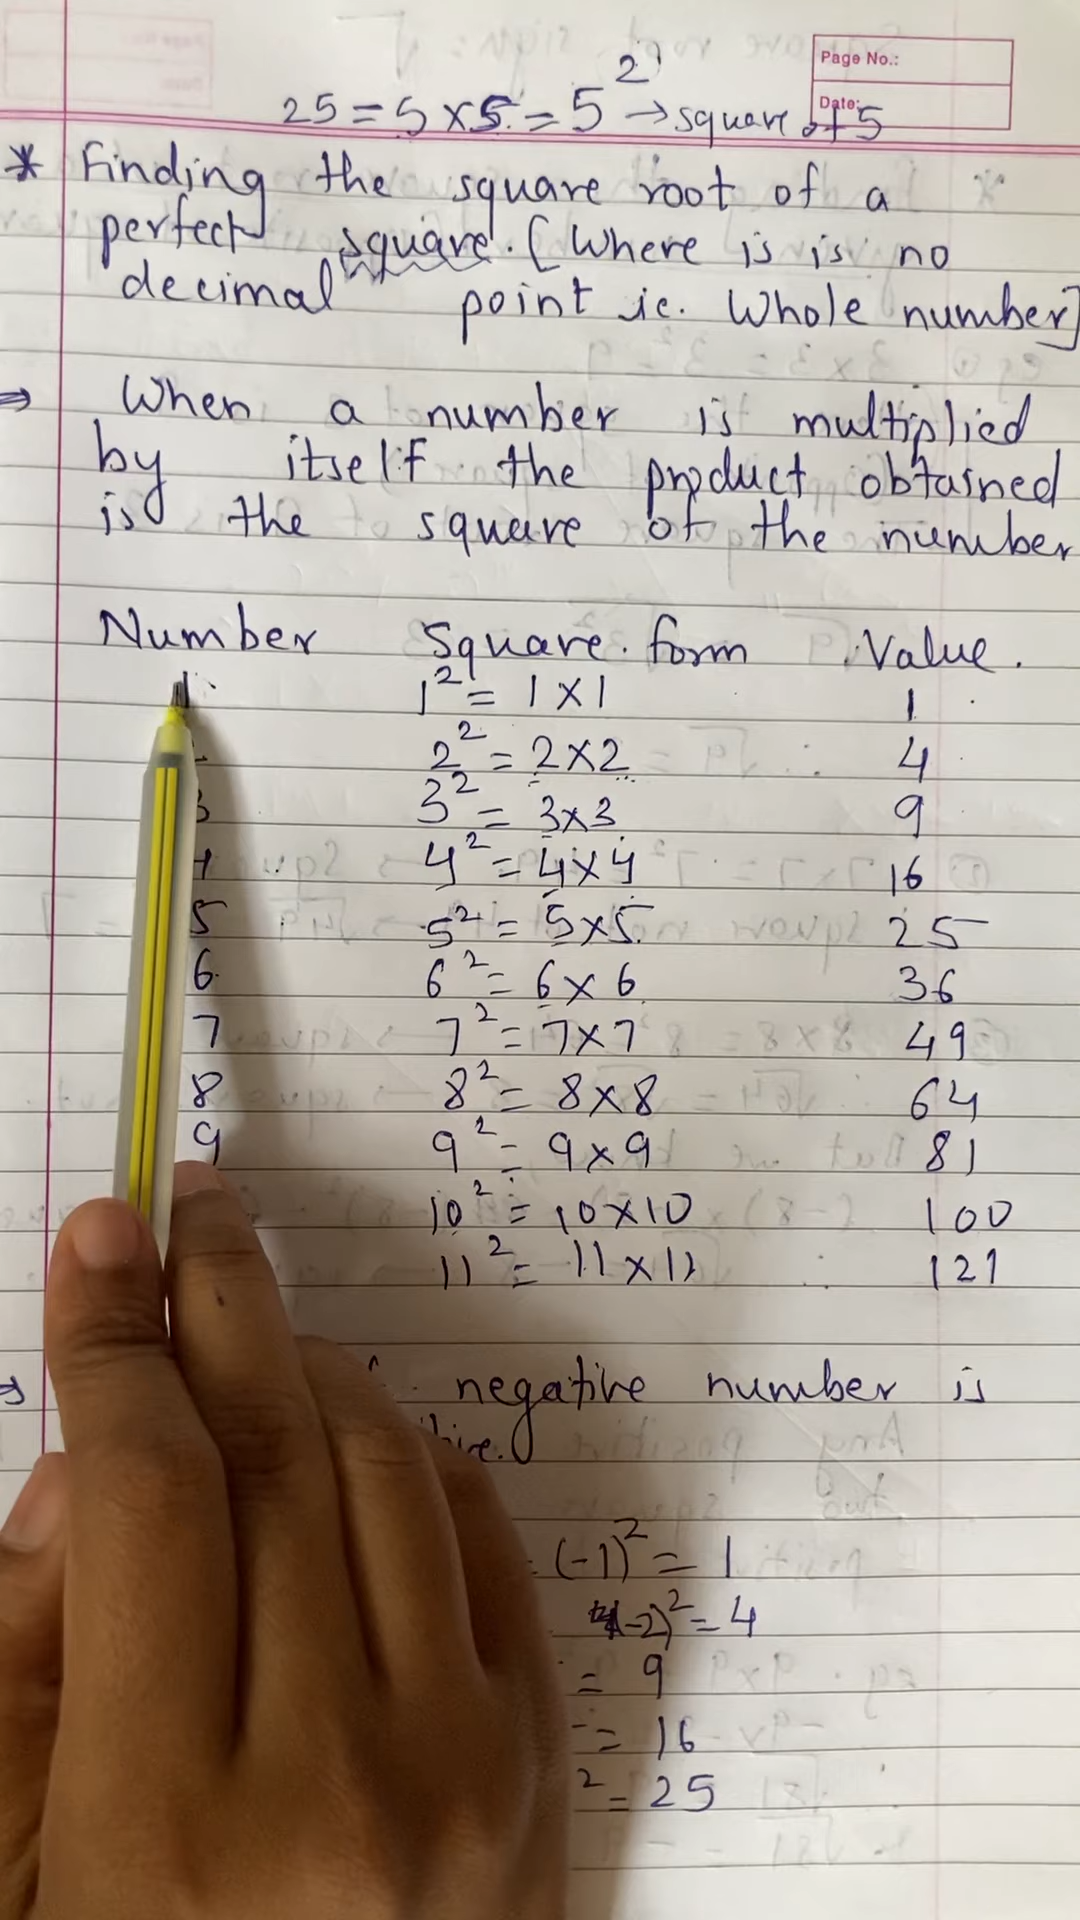 Page No.:
Date:
25 = 5 × 5 = 5² → square of 5
* Finding the square root of a
perfect square. [Where is is no
decimal point ie. Whole number]
⇒ When a number is multiplied
by itself the product obtained
is the square of the number
Number Square form Value.
1 1² = 1 × 1 1
2² = 2 × 2 4
3 3² = 3 × 3 9
4² = 4 × 4 16
5 5² = 5 × 5 25
6 6² = 6 × 6 36
7 7² = 7 × 7 49
8 8² = 8 × 8 64
9 9² = 9 × 9 81
10² = 10 × 10 100
11² = 11 × 11 121
⇒ negative number is
= (-1)² = 1
(-2)² = 4
= 9
= 16
² = 25